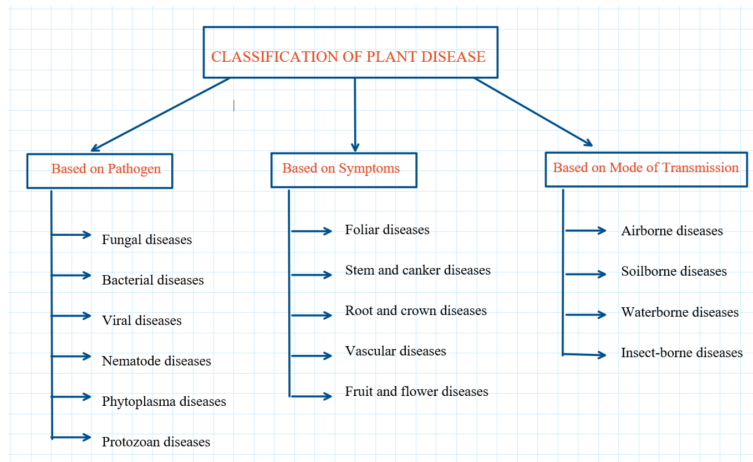 CLASSIFICATION OF PLANT DISEASE
Based on Pathogen
Fungal diseases
Bacterial diseases
Viral diseases
Nematode diseases
Phytoplasma diseases
Protozoan diseases
Based on Symptoms
Foliar diseases
Stem and canker diseases
Root and crown diseases
Vascular diseases
Fruit and flower diseases
Based on Mode of Transmission
Airborne diseases
Soilborne diseases
Waterborne diseases
Insect-borne diseases